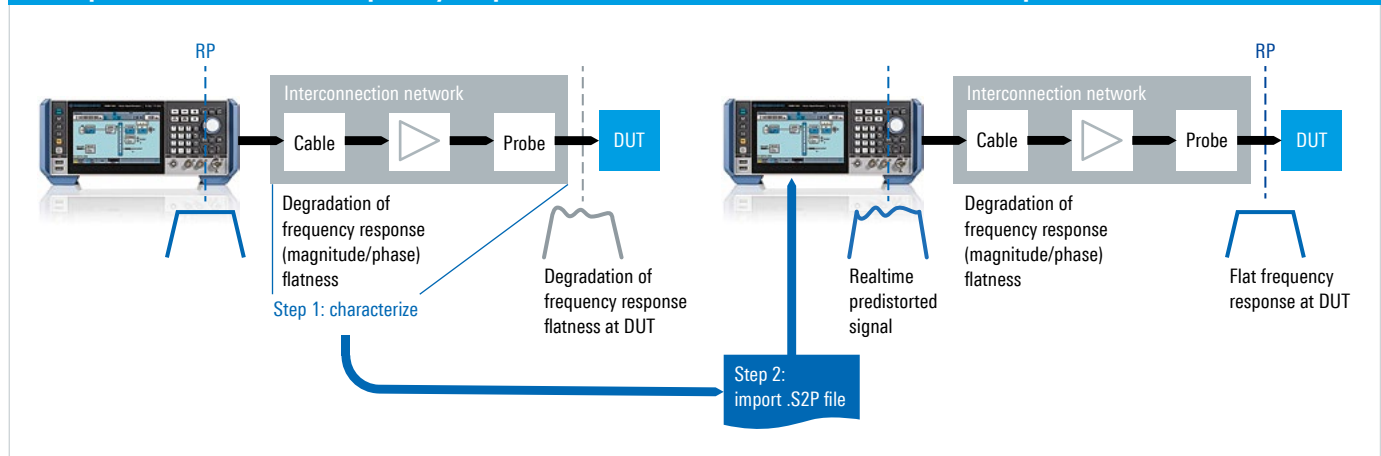 RP
Interconnection network
Cable
Probe
DUT
Degradation of
frequency response
(magnitude/phase)
flatness
Step 1: characterize
Degradation of
frequency response
flatness at DUT
Step 2:
import .S2P file
Realtime
predistorted
signal
RP
Interconnection network
Cable
Probe
DUT
Degradation of
frequency response
(magnitude/phase)
flatness
Flat frequency
response at DUT